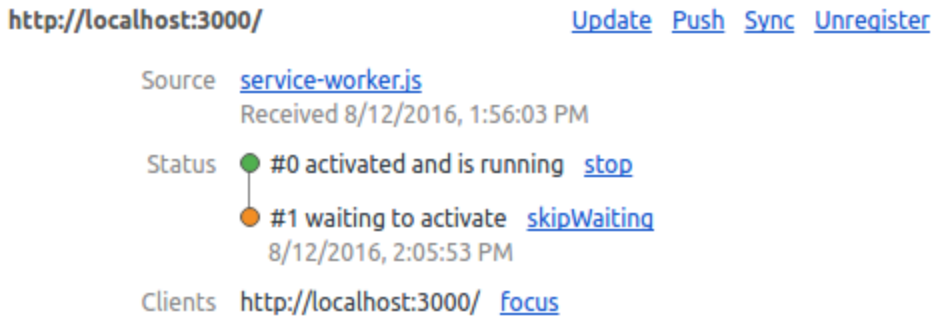 http://localhost:3000/ Update Push Sync Unregister
Source service-worker.js
Received 8/12/2016, 1:56:03 PM
Status #0 activated and is running stop
#1 waiting to activate skipWaiting
8/12/2016, 2:05:53 PM
Clients http://localhost:3000/ focus